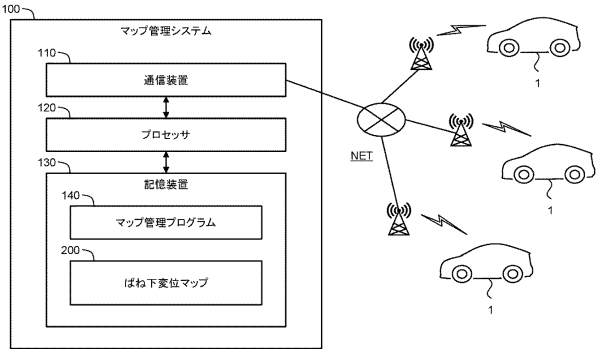 100
マップ管理システム
110
通信装置
120
プロセッサ
130
記憶装置
140
マップ管理プログラム
200
ばね下変位マップ
NET
1
1
1